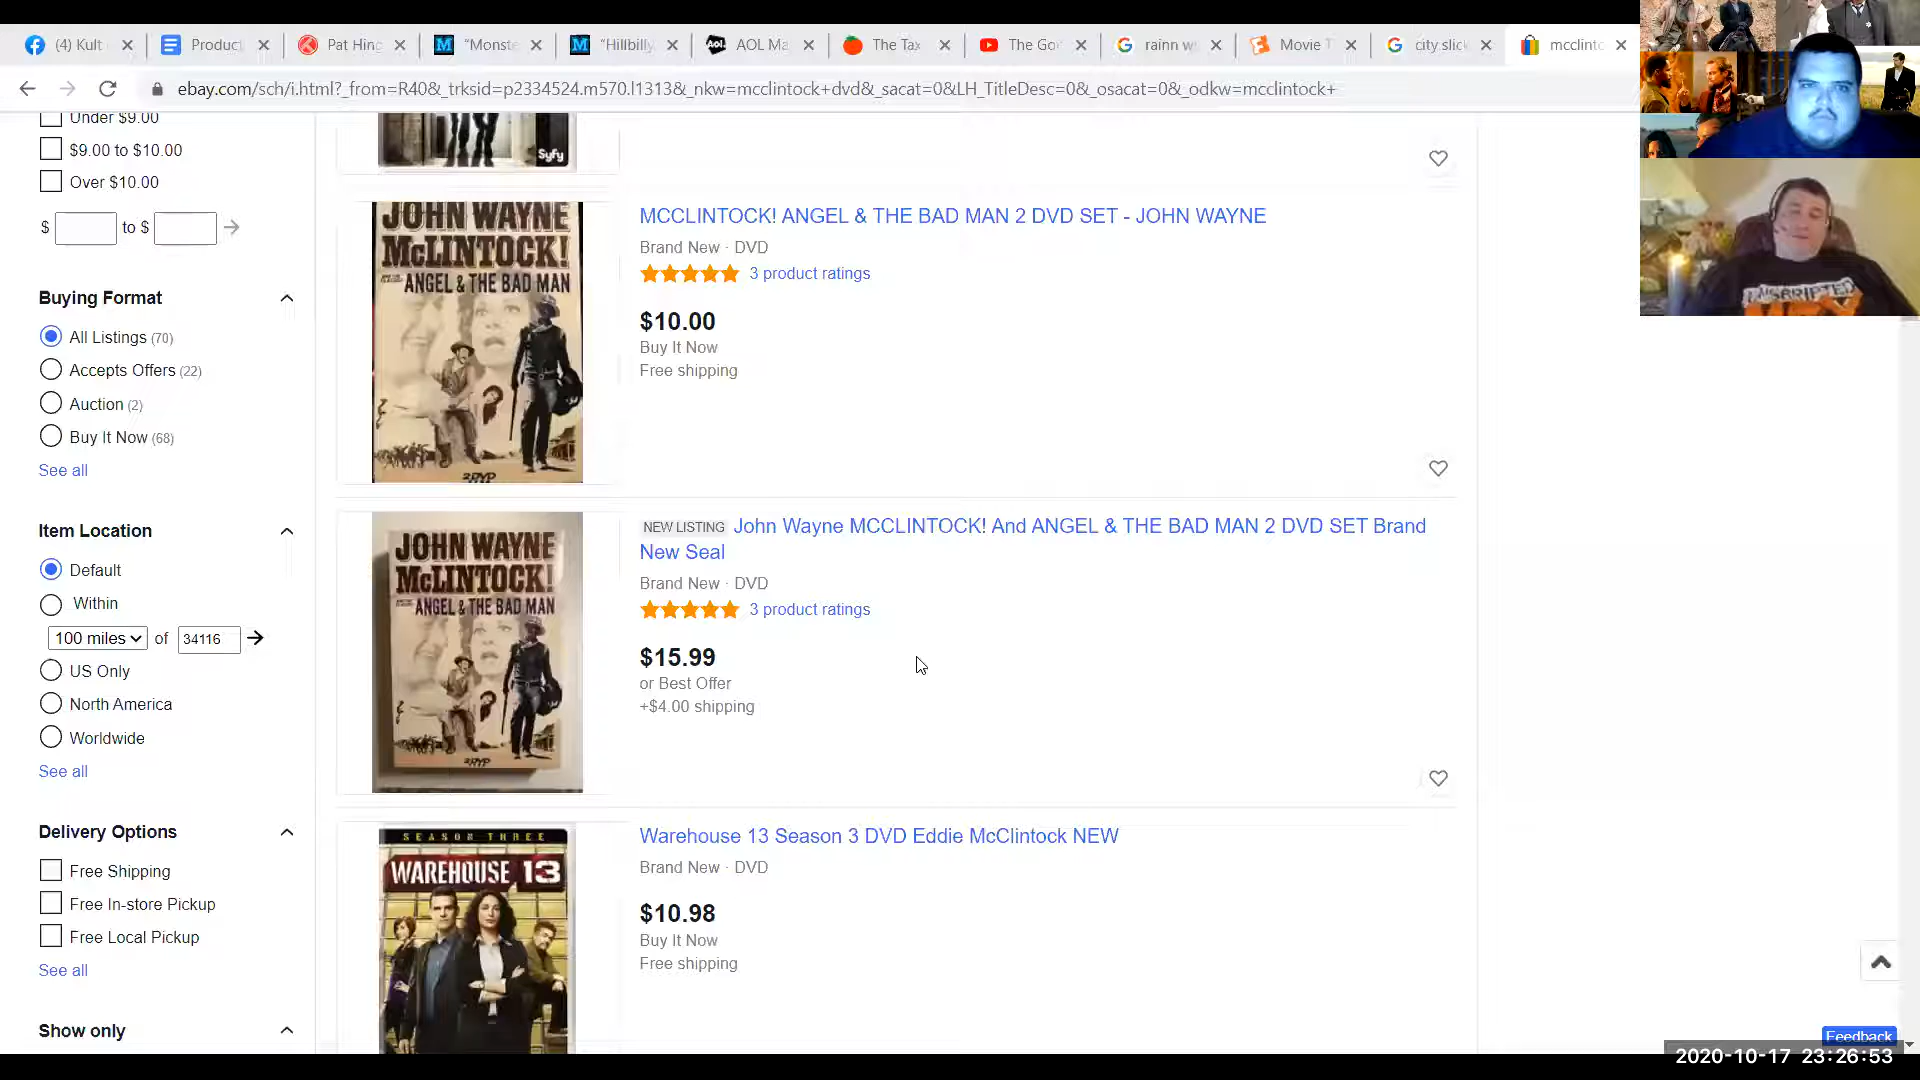 (4) Kult
Product
Pat Hing
"Monste
"Hillbilly
AOL Ma
The Tax
The Go
rainn w
Movie T
city slick
mcclinto
ebay.com/sch/i.html?_from=R40&_trksid=p2334524.m570.l1313&_nkw=mcclintock+dvd&_sacat=0&LH_TitleDesc=0&_osacat=0&_odkw=mcclintock+
Under $9.00
$9.00 to $10.00
Over $10.00
$ to $
Buying Format
All Listings (70)
Accepts Offers (22)
Auction (2)
Buy It Now (68)
See all
Item Location
Default
Within
100 miles of 34116
US Only
North America
Worldwide
See all
Delivery Options
Free Shipping
Free In-store Pickup
Free Local Pickup
See all
Show only
Syfy
JOHN WAYNE
McLINTOCK!
ANGEL & THE BAD MAN
2 DVD
MCCLINTOCK! ANGEL & THE BAD MAN 2 DVD SET - JOHN WAYNE
Brand New · DVD
3 product ratings
$10.00
Buy It Now
Free shipping
JOHN WAYNE
McLINTOCK!
ANGEL & THE BAD MAN
2 DVD
NEW LISTING John Wayne MCCLINTOCK! And ANGEL & THE BAD MAN 2 DVD SET Brand
New Seal
Brand New · DVD
3 product ratings
$15.99
or Best Offer
+$4.00 shipping
SEASON THREE
WAREHOUSE 13
Warehouse 13 Season 3 DVD Eddie McClintock NEW
Brand New · DVD
$10.98
Buy It Now
Free shipping
Feedback
2020-10-17 23:26:53